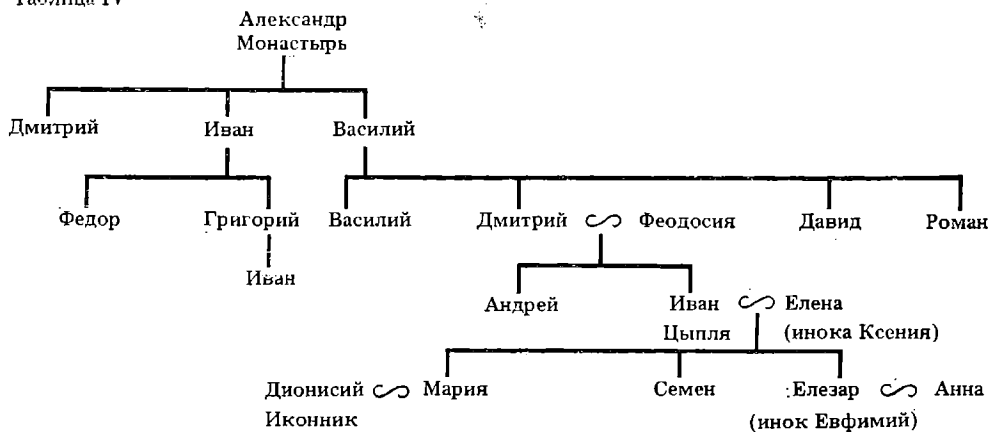 Таблица IV
Александр
Монастырь
Дмитрий Иван Василий
Федор Григорий Василий Дмитрий Феодосия Давид Роман
Иван
Андрей Иван Елена
Цыпля (инока Ксения)
Дионисий Мария Семен Елезар Анна
Иконник (инок Евфимий)